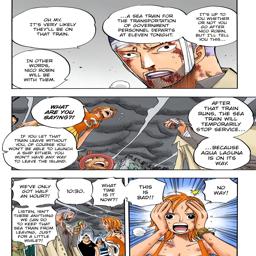 IT'S UP TO
YOU WHETHER
OR NOT YOU
GO AFTER
NICO ROBIN,
BUT I'LL TELL
YOU THIS...
...A SEA TRAIN FOR
THE TRANSPORTATION
OF GOVERNMENT
PERSONNEL DEPARTS
AT ELEVEN TONIGHT.
OH MY.
IT'S VERY
LIKELY THEY'LL
BE ON THAT
TRAIN.
IN OTHER
WORDS,
NICO ROBIN
WILL BE
WITH THEM.
AFTER
THAT TRAIN
RUNS, THE SEA
TRAIN WILL
TEMPORARILY
STOP SERVICE...
...BECAUSE
AQUA LAGUNA
IS ON ITS
WAY.
WHAT
ARE YOU
SAYING?!
IF YOU LET THAT
TRAIN LEAVE WITHOUT
YOU, OF COURSE YOU
WON'T BE ABLE TO LAUNCH
A SHIP EITHER. YOU
WON'T HAVE ANY WAY
TO LEAVE THE ISLAND.
NO
WAY!
THIS IS
BAD!!
WHAT
TIME IS
IT NOW?
10:30.
WE'VE ONLY
GOT HALF
AN HOUR?!
LISTEN, ISN'T
THERE ANYTHING
WE CAN DO
TO KEEP THAT
SEA TRAIN FROM
LEAVING, JUST
FOR A LITTLE
WHILE?!